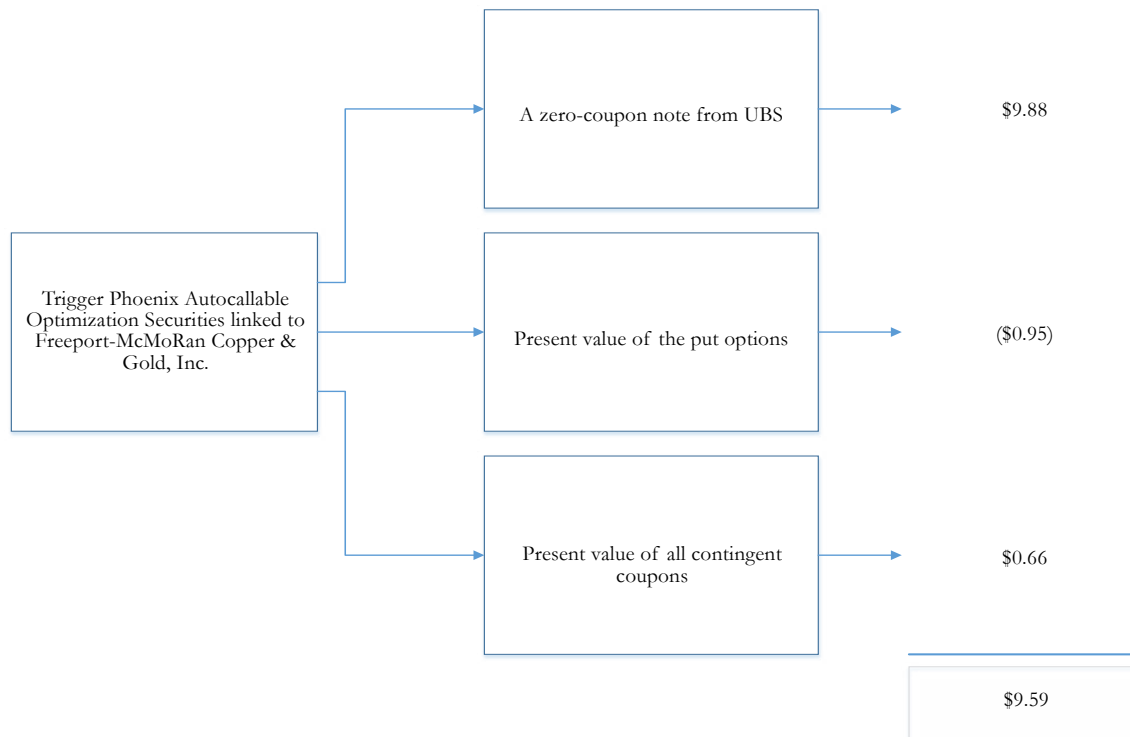 A zero-coupon note from UBS
$9.88
Trigger Phoenix Autocallable
Optimization Securities linked to
Freeport-McMoRan Copper &
Gold, Inc.
Present value of the put options
($0.95)
Present value of all contingent
coupons
$0.66
$9.59